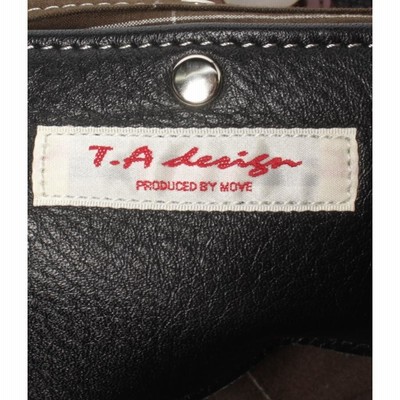 T.A design
PRODUCED BY MOVE